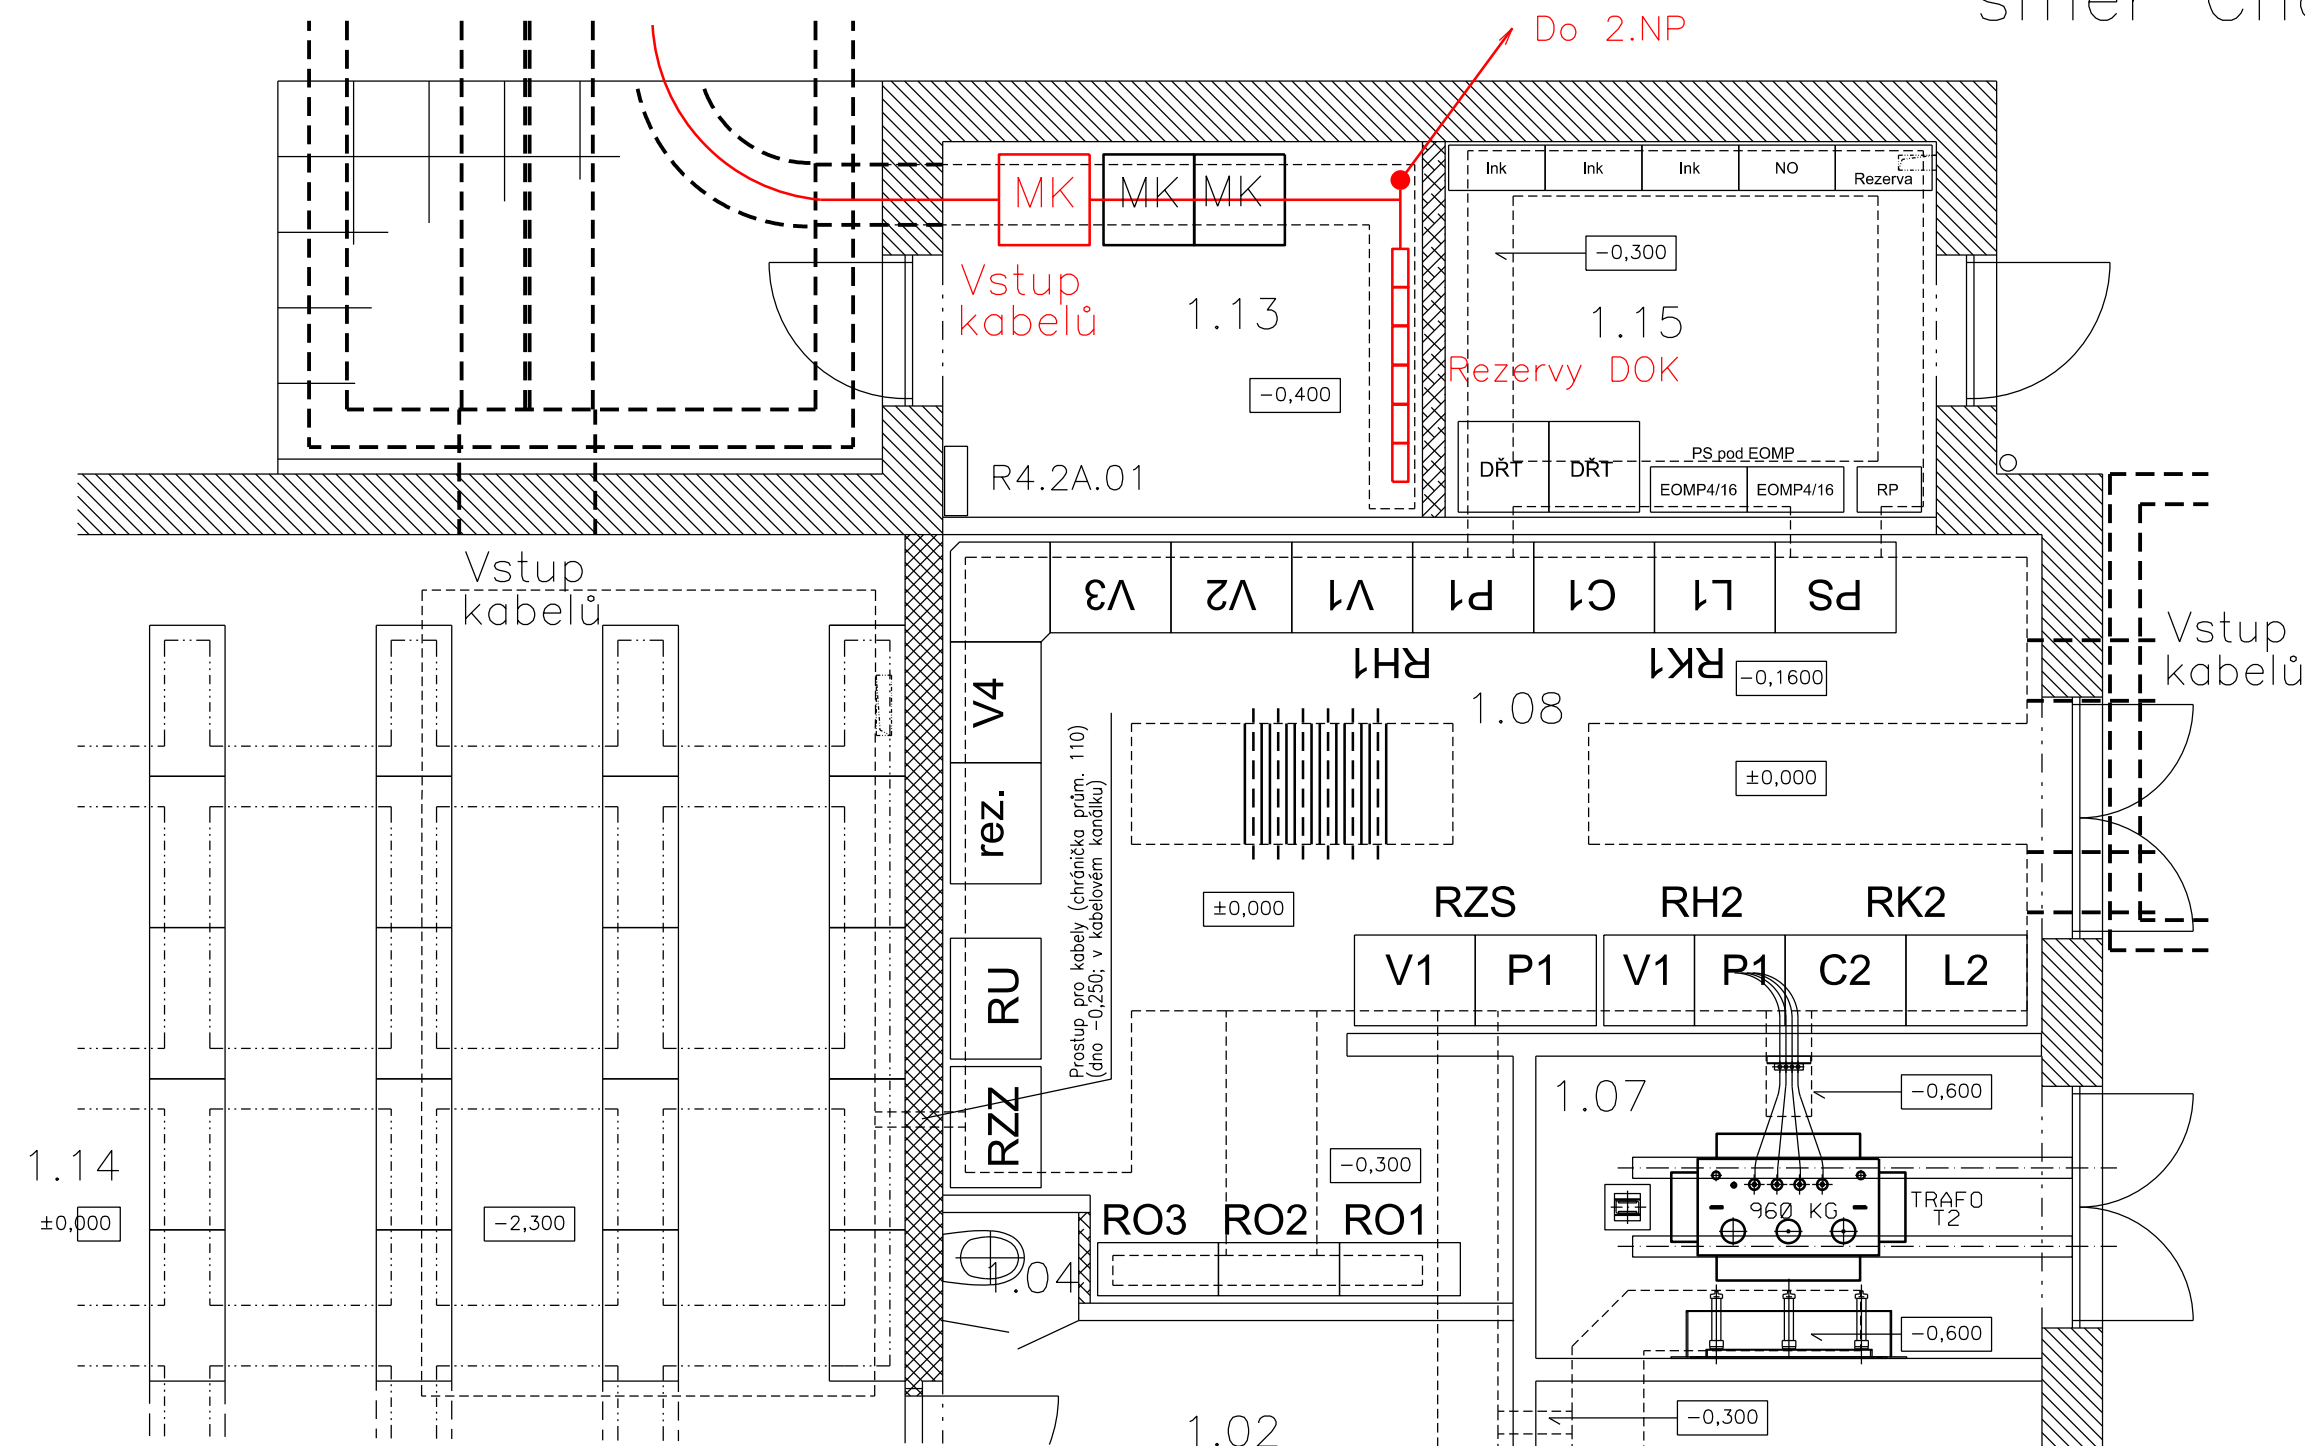 Do 2.NP
směr
Ink
Ink
Ink
NO
Rezerva
MK
MK
MK
-0,300
Vstup
kabelů
1.13
1.15
Rezervy DOK
-0,400
PS pod EOMP
DŘT
DŘT
EOMP4/16
EOMP4/16
RP
R4.2A.01
Vstup
kabelů
V3
V2
V1
P1
C1
L1
PS
Vstup
kabelů
RH1
RK1
-0,1600
V4
1.08
Prostup pro kabely (chránička prům. 110)
(dno -0,250; v kabelovém kanálku)
±0,000
rez.
RZS
RH2
RK2
±0,000
V1
P1
V1
P1
C2
L2
RU
1.07
-0,600
RZZ
1.14
-0,300
±0,000
-2,300
RO3
RO2
RO1
960 KG
TRAFO
T2
1.04
-0,600
1.02
-0,300